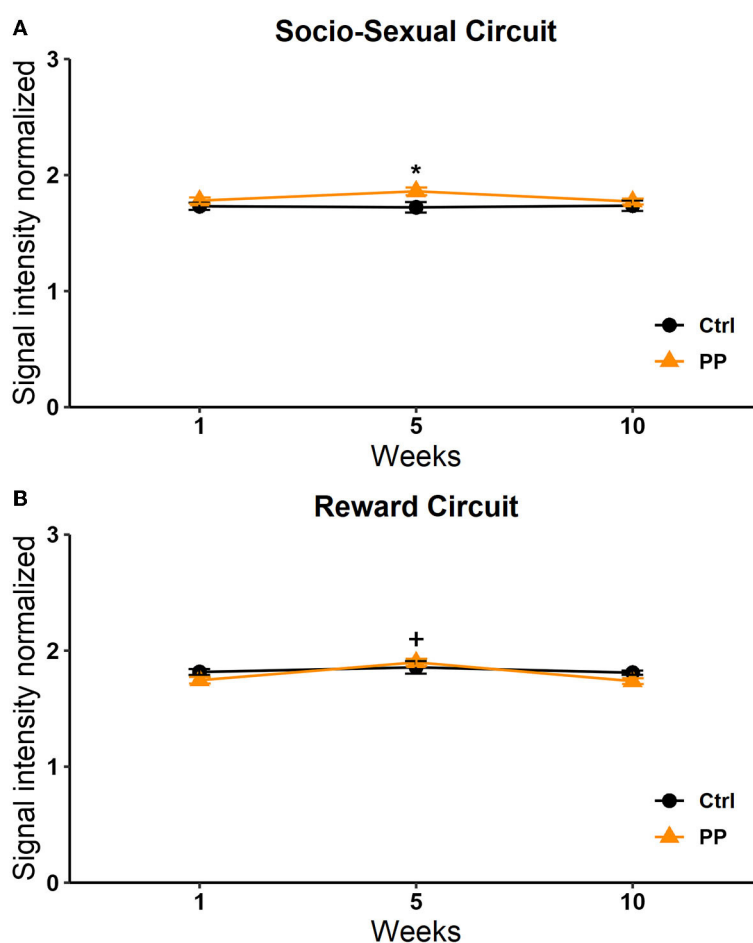 A
Socio-Sexual Circuit
Signal intensity normalized
3
2
1
0
*
Ctrl
PP
1 5 10
Weeks
B
Reward Circuit
Signal intensity normalized
3
2
1
0
+
Ctrl
PP
1 5 10
Weeks